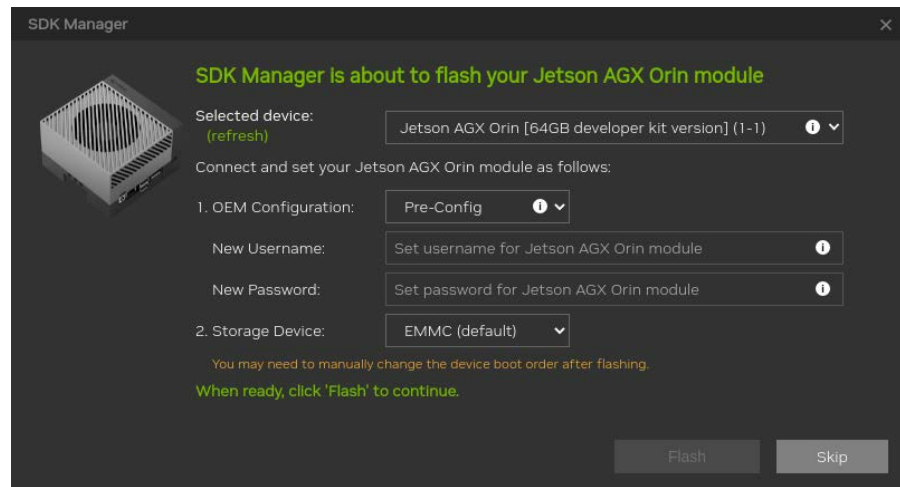 SDK Manager
SDK Manager is about to flash your Jetson AGX Orin module
Selected device:
(refresh)
Jetson AGX Orin [64GB developer kit version] (1-1)
Connect and set your Jetson AGX Orin module as follows:
1. OEM Configuration:
Pre-Config
New Username:
Set username for Jetson AGX Orin module
New Password:
Set password for Jetson AGX Orin module
2. Storage Device:
EMMC (default)
You may need to manually change the device boot order after flashing.
When ready, click 'Flash' to continue.
Flash
Skip